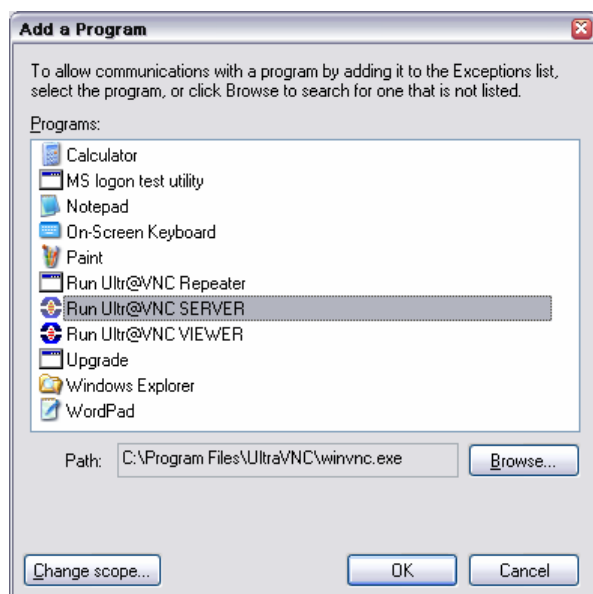 Add a Program
To allow communications with a program by adding it to the Exceptions list,
select the program, or click Browse to search for one that is not listed.
Programs:
Calculator
MS logon test utility
Notepad
On-Screen Keyboard
Paint
Run Ultr@VNC Repeater
Run Ultr@VNC SERVER
Run Ultr@VNC VIEWER
Upgrade
Windows Explorer
WordPad
Path: C:\Program Files\UltraVNC\winvnc.exe Browse...
Change scope... OK Cancel